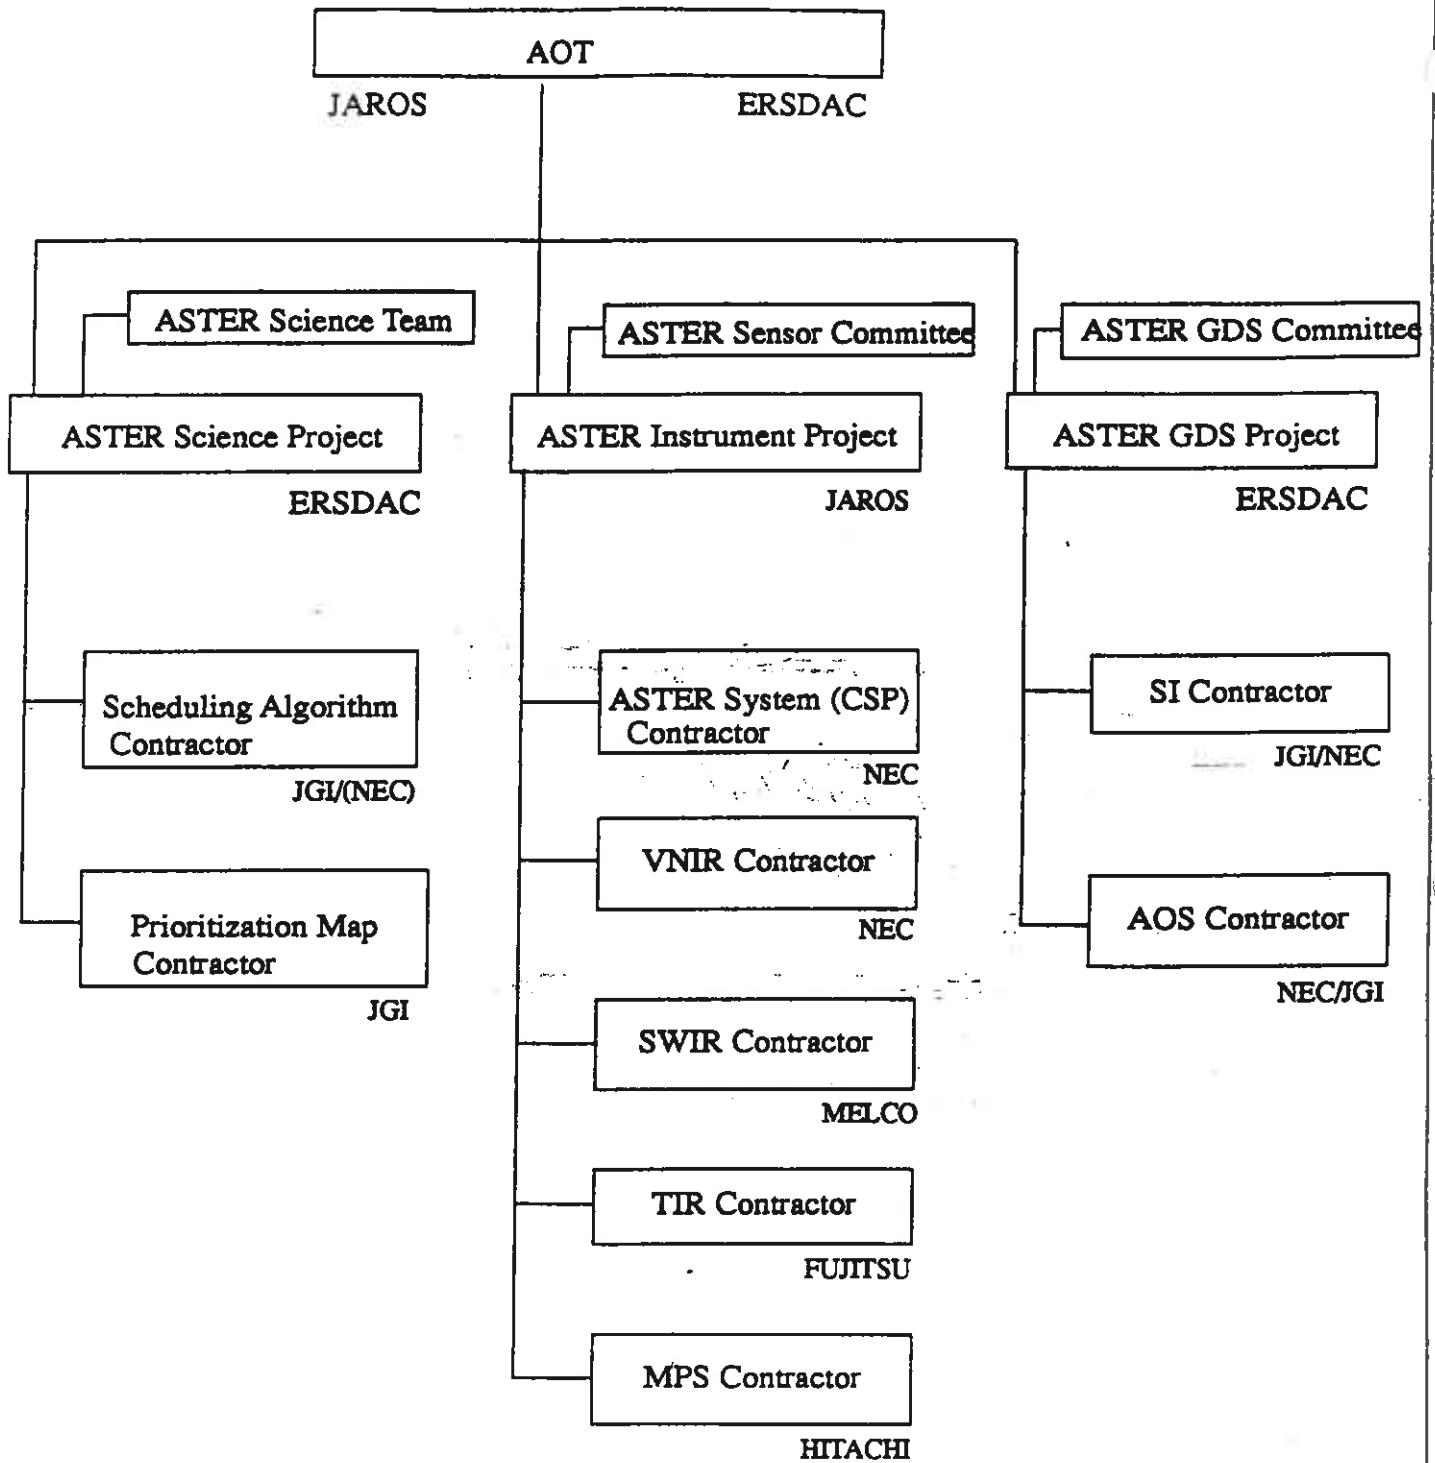 AOT
JAROS ERSDAC
ASTER Science Team
ASTER Science Project
ERSDAC
Scheduling Algorithm
Contractor
JGI/(NEC)
Prioritization Map
Contractor
JGI
ASTER Sensor Committee
ASTER Instrument Project
JAROS
ASTER System (CSP)
Contractor
NEC
VNIR Contractor
NEC
SWIR Contractor
MELCO
TIR Contractor
FUJITSU
MPS Contractor
HITACHI
ASTER GDS Committee
ASTER GDS Project
ERSDAC
SI Contractor
JGI/NEC
AOS Contractor
NEC/JGI